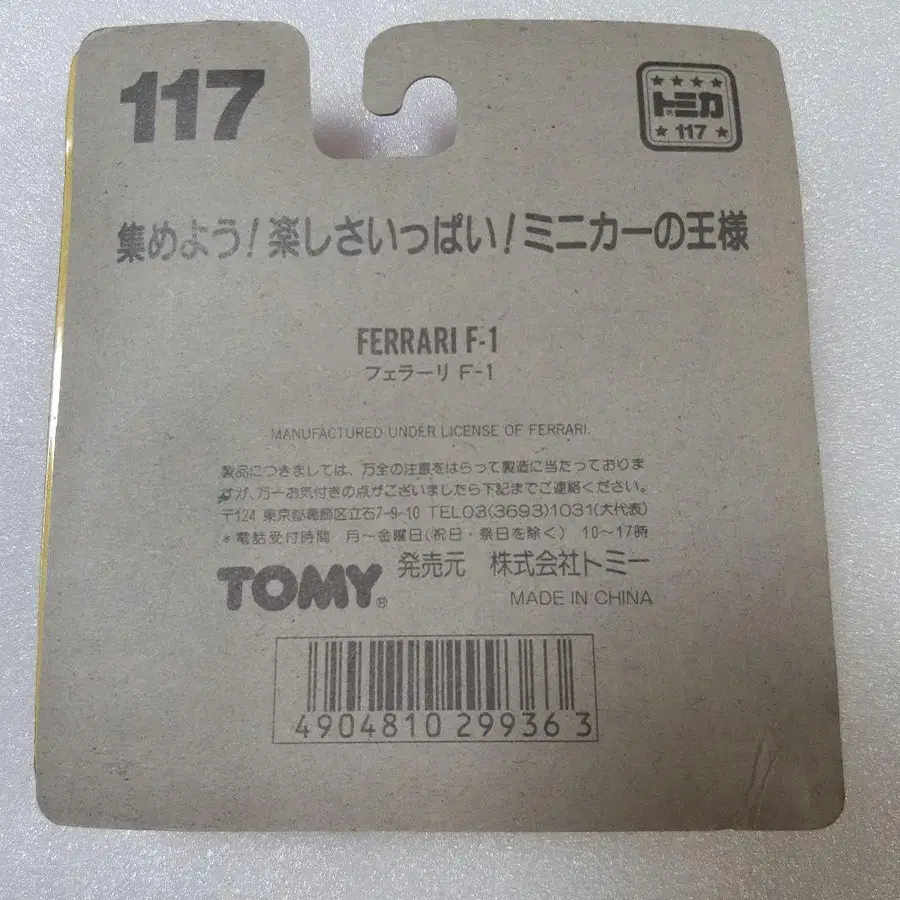 117
トミカ
117
集めよう！楽しさいっぱい！ミニカーの王様
FERRARI F-1
フェラーリ F-1
MANUFACTURED UNDER LICENSE OF FERRARI.
製品につきましては、万全の注意をはらって製造に当たっておりま
すが、万一お気付きの点がございましたら下記までご連絡ください。
〒124 東京都葛飾区立石7-9-10 TEL03(3693)1031(大代表)
＊電話受付時間 月〜金曜日(祝日・祭日を除く) 10〜17時
TOMY® 発売元 株式会社トミー
MADE IN CHINA
4904810 29936 3